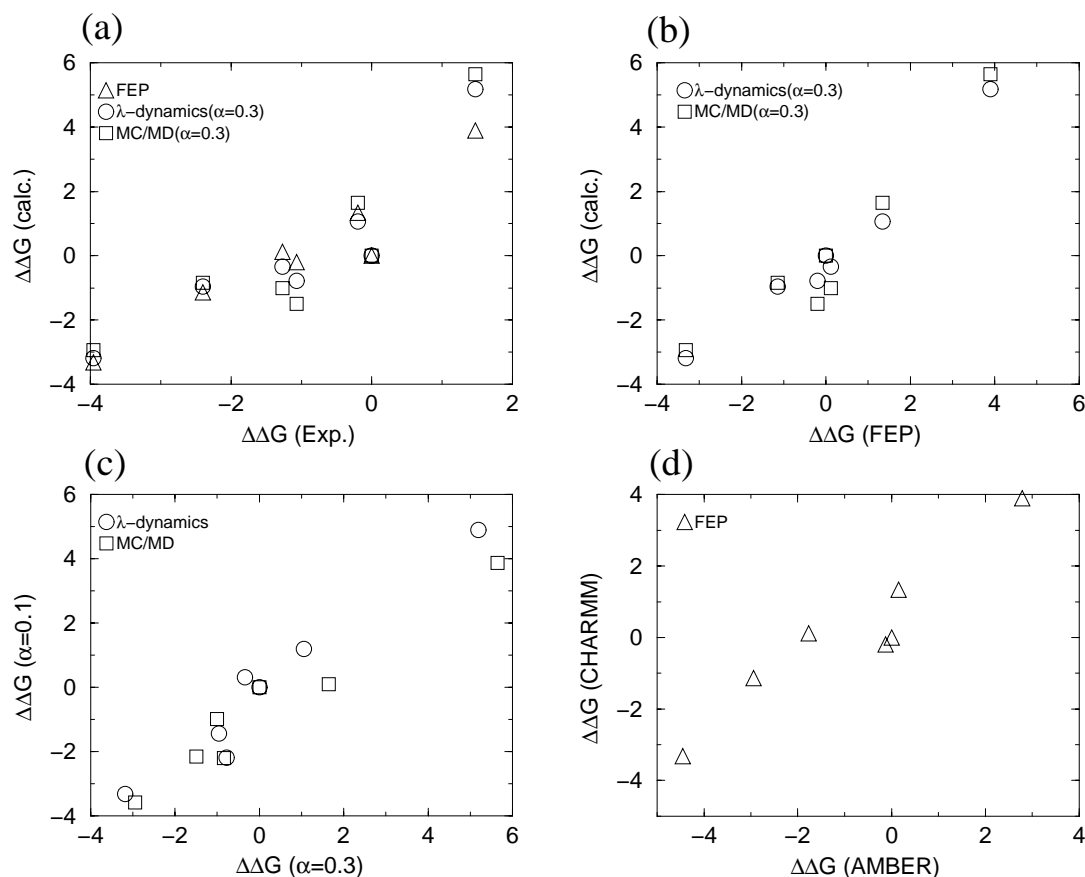 (a)
6
4
2
0
−2
−4
−4
−2
0
2
ΔΔG (calc.)
ΔΔG (Exp.)
FEP
λ−dynamics(α=0.3)
MC/MD(α=0.3)
(b)
6
4
2
0
−2
−4
−4
−2
0
2
4
6
ΔΔG (calc.)
ΔΔG (FEP)
λ−dynamics(α=0.3)
MC/MD(α=0.3)
(c)
6
4
2
0
−2
−4
−4
−2
0
2
4
6
ΔΔG (α=0.1)
ΔΔG (α=0.3)
λ−dynamics
MC/MD
(d)
4
2
0
−2
−4
−4
−2
0
2
4
ΔΔG (CHARMM)
ΔΔG (AMBER)
FEP